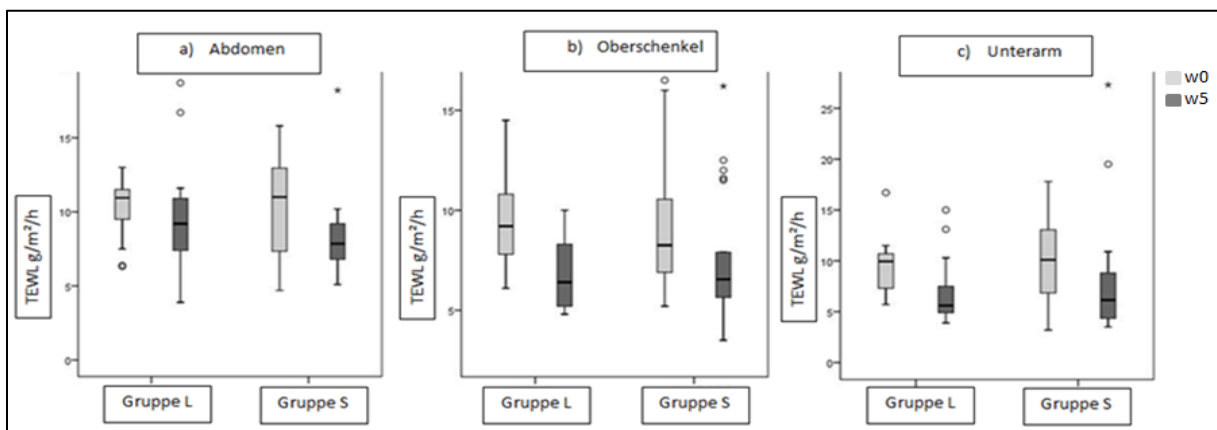 a) Abdomen
TEWL g/m²/h
15
10
5
0
Gruppe L
Gruppe S
b) Oberschenkel
TEWL g/m²/h
15
10
5
Gruppe L
Gruppe S
c) Unterarm
TEWL g/m²/h
25
20
15
10
5
0
Gruppe L
Gruppe S
w0
w5